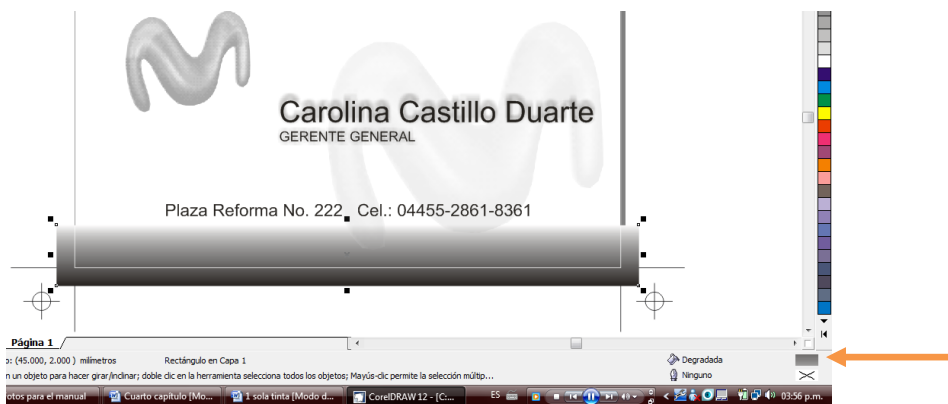 Carolina Castillo Duarte
GERENTE GENERAL
Plaza Reforma No. 222 Cel.: 04455-2861-8361
Página 1
o: (45.000, 2.000 ) milímetros Rectángulo en Capa 1 Degradada
n un objeto para hacer girar/inclinar; doble clic en la herramienta selecciona todos los objetos; Mayús-clic permite la selección múltip... Ninguno
otos para el manual Cuarto capítulo [Mo... 1 sola tinta [Modo d... CorelDRAW 12 - [C:... ES 03:56 p.m.